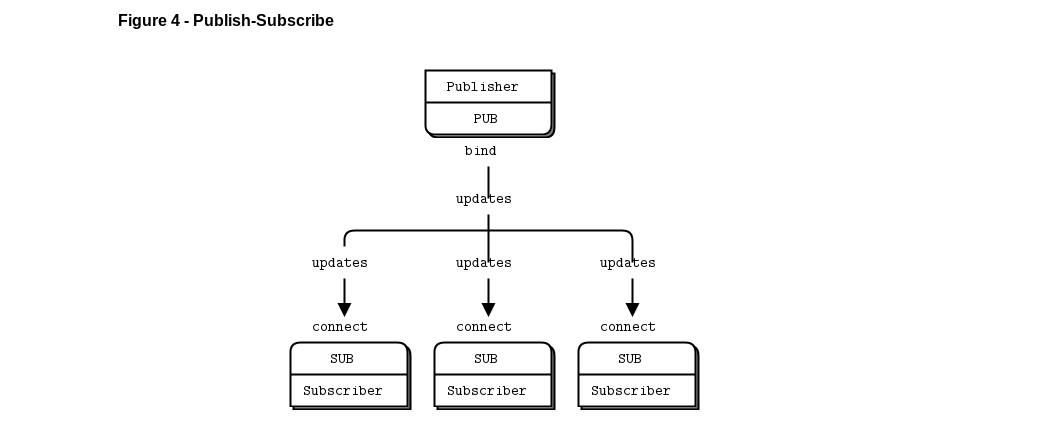 Figure 4 - Publish-Subscribe
Publisher
PUB
bind
updates
updates updates updates
connect connect connect
SUB SUB SUB
Subscriber Subscriber Subscriber